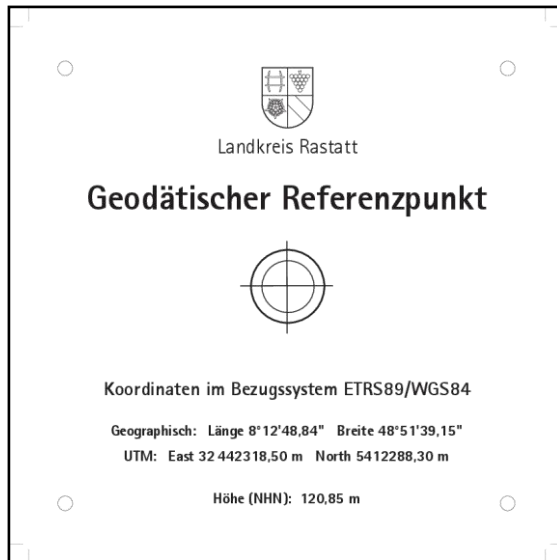 Landkreis Rastatt
Geodätischer Referenzpunkt
Koordinaten im Bezugssystem ETRS89/WGS84
Geographisch: Länge 8°12'48,84" Breite 48°51'39,15"
UTM: East 32 442318,50 m North 5412288,30 m
Höhe (NHN): 120,85 m